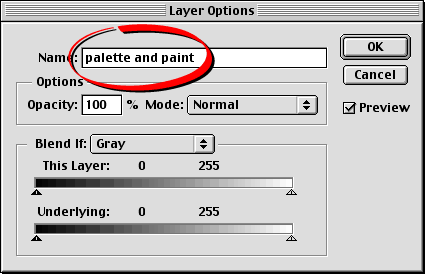 Layer Options
Name: palette and paint
OK
Cancel
Preview
Options
Opacity: 100 % Mode: Normal
Blend If: Gray
This Layer: 0 255
Underlying: 0 255